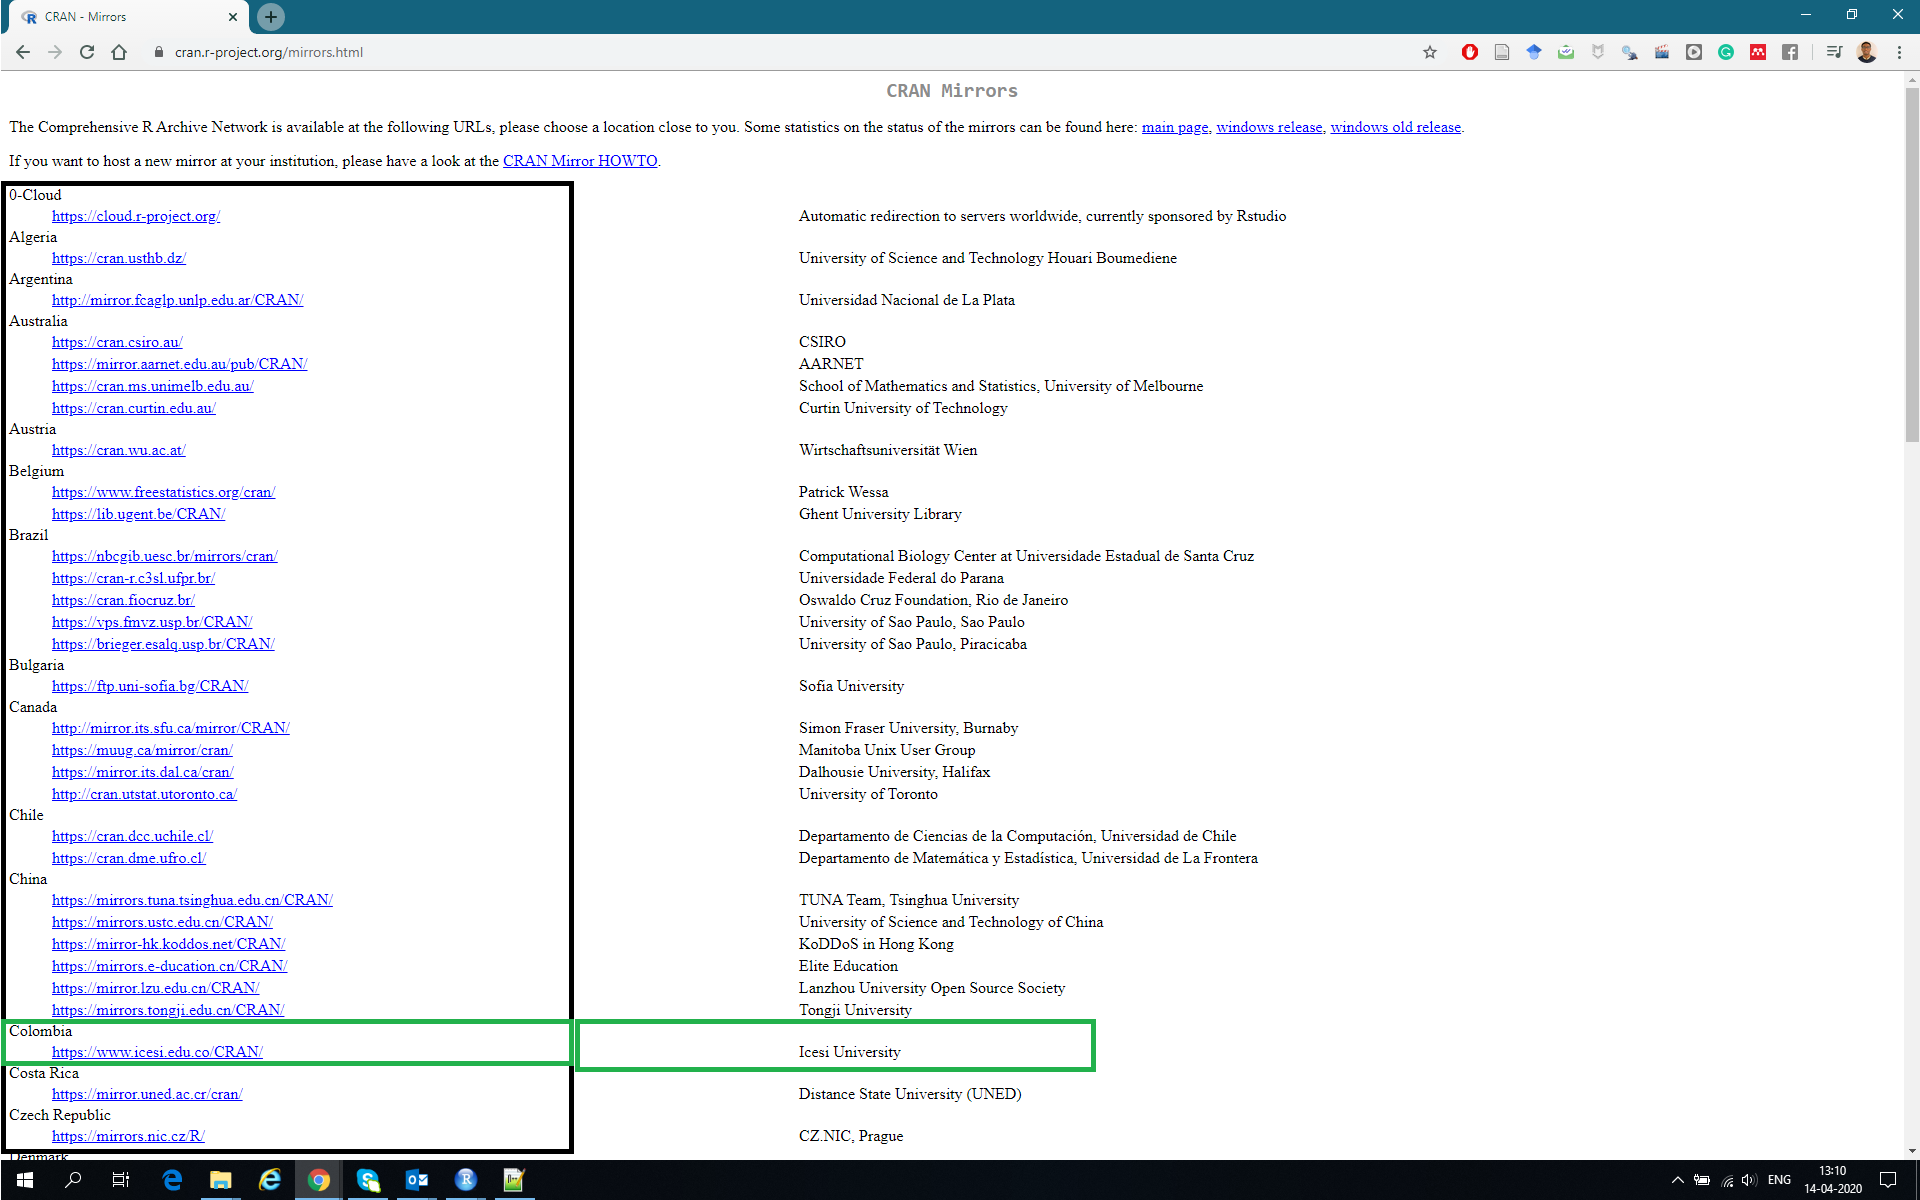 CRAN - Mirrors
cran.r-project.org/mirrors.html
CRAN Mirrors
The Comprehensive R Archive Network is available at the following URLs, please choose a location close to you. Some statistics on the status of the mirrors can be found here: main page, windows release, windows old release.
If you want to host a new mirror at your institution, please have a look at the CRAN Mirror HOWTO.
0-Cloud
https://cloud.r-project.org/ Automatic redirection to servers worldwide, currently sponsored by Rstudio
Algeria
https://cran.usthb.dz/ University of Science and Technology Houari Boumediene
Argentina
http://mirror.fcaglp.unlp.edu.ar/CRAN/ Universidad Nacional de La Plata
Australia
https://cran.csiro.au/ CSIRO
https://mirror.aarnet.edu.au/pub/CRAN/ AARNET
https://cran.ms.unimelb.edu.au/ School of Mathematics and Statistics, University of Melbourne
https://cran.curtin.edu.au/ Curtin University of Technology
Austria
https://cran.wu.ac.at/ Wirtschaftsuniversität Wien
Belgium
https://www.freestatistics.org/cran/ Patrick Wessa
https://lib.ugent.be/CRAN/ Ghent University Library
Brazil
https://nbcgib.uesc.br/mirrors/cran/ Computational Biology Center at Universidade Estadual de Santa Cruz
https://cran-r.c3sl.ufpr.br/ Universidade Federal do Parana
https://cran.fiocruz.br/ Oswaldo Cruz Foundation, Rio de Janeiro
https://vps.fmvz.usp.br/CRAN/ University of Sao Paulo, Sao Paulo
https://brieger.esalq.usp.br/CRAN/ University of Sao Paulo, Piracicaba
Bulgaria
https://ftp.uni-sofia.bg/CRAN/ Sofia University
Canada
http://mirror.its.sfu.ca/mirror/CRAN/ Simon Fraser University, Burnaby
https://muug.ca/mirror/cran/ Manitoba Unix User Group
https://mirror.its.dal.ca/cran/ Dalhousie University, Halifax
http://cran.utstat.utoronto.ca/ University of Toronto
Chile
https://cran.dcc.uchile.cl/ Departamento de Ciencias de la Computación, Universidad de Chile
https://cran.dme.ufro.cl/ Departamento de Matemática y Estadística, Universidad de La Frontera
China
https://mirrors.tuna.tsinghua.edu.cn/CRAN/ TUNA Team, Tsinghua University
https://mirrors.ustc.edu.cn/CRAN/ University of Science and Technology of China
https://mirror-hk.koddos.net/CRAN/ KoDDoS in Hong Kong
https://mirrors.e-ducation.cn/CRAN/ Elite Education
https://mirror.lzu.edu.cn/CRAN/ Lanzhou University Open Source Society
https://mirrors.tongji.edu.cn/CRAN/ Tongji University
Colombia
https://www.icesi.edu.co/CRAN/ Icesi University
Costa Rica
https://mirror.uned.ac.cr/cran/ Distance State University (UNED)
Czech Republic
https://mirrors.nic.cz/R/ CZ.NIC, Prague
Denmark
ENG
13:10
14-04-2020